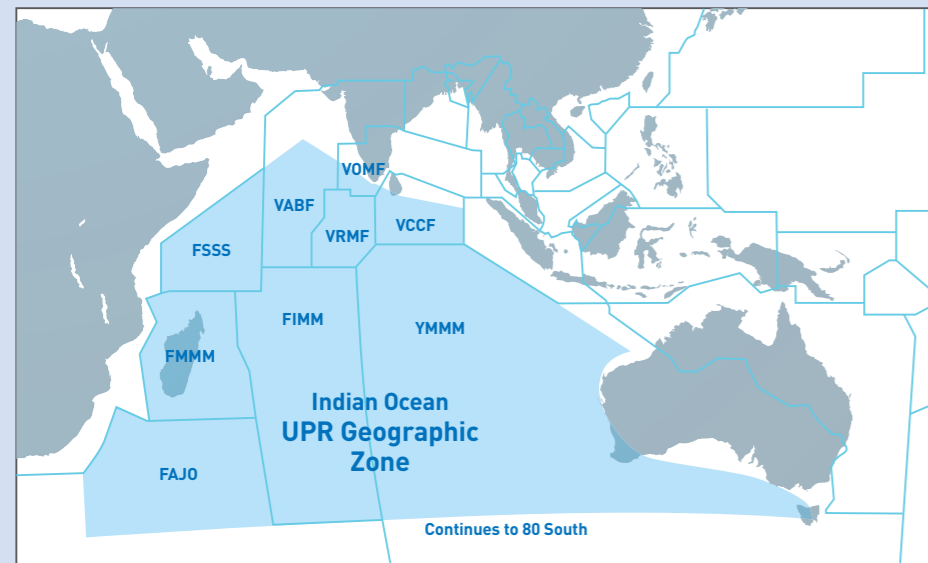 VOMF
VABF
VRMF
VCCF
FSSS
FIMM
YMMM
FMMM
Indian Ocean
UPR Geographic
Zone
FAJO
Continues to 80 South